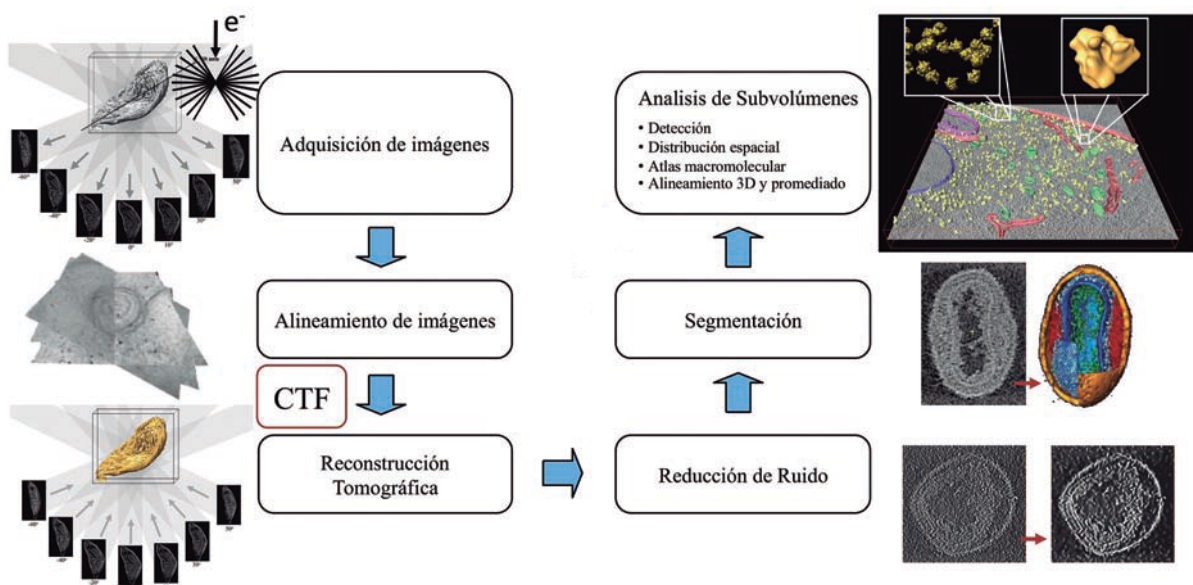 e-
Adquisición de imágenes
Alineamiento de imágenes
CTF
Reconstrucción
Tomográfica
Reducción de Ruido
Segmentación
Analisis de Subvolúmenes
• Detección
• Distribución espacial
• Atlas macromolecular
• Alineamiento 3D y promediado
0º